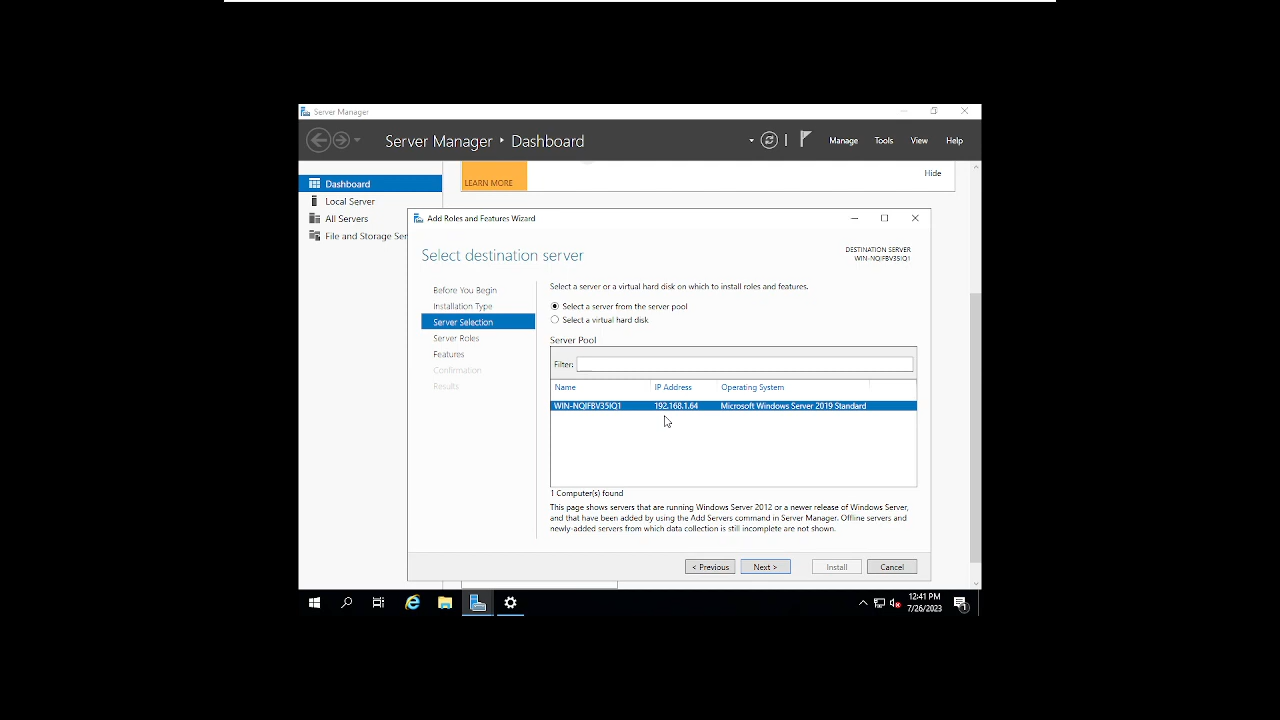 Server Manager
Server Manager • Dashboard
Manage
Tools
View
Help
Dashboard
Local Server
All Servers
File and Storage Ser
LEARN MORE
Hide
Add Roles and Features Wizard
Select destination server
DESTINATION SERVER
WIN-NQIFBV35IQ1
Before You Begin
Installation Type
Server Selection
Server Roles
Features
Confirmation
Results
Select a server or a virtual hard disk on which to install roles and features.
Select a server from the server pool
Select a virtual hard disk
Server Pool
Filter:
Name IP Address Operating System
WIN-NQIFBV35IQ1 192.168.1.64 Microsoft Windows Server 2019 Standard
1 Computer(s) found
This page shows servers that are running Windows Server 2012 or a newer release of Windows Server,
and that have been added by using the Add Servers command in Server Manager. Offline servers and
newly-added servers from which data collection is still incomplete are not shown.
< Previous
Next >
Install
Cancel
12:41 PM
7/26/2023
1